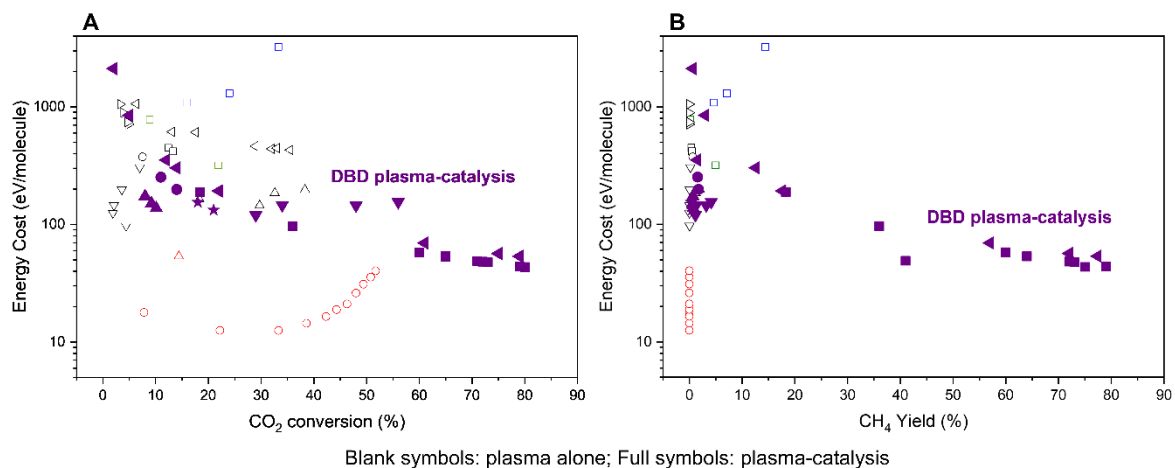 A
B
Energy Cost (eV/molecule)
1000
100
10
DBD plasma-catalysis
0 10 20 30 40 50 60 70 80 90
CO₂ conversion (%)
Energy Cost (eV/molecule)
1000
100
10
DBD plasma-catalysis
0 10 20 30 40 50 60 70 80 90
CH₄ Yield (%)
Blank symbols: plasma alone; Full symbols: plasma-catalysis